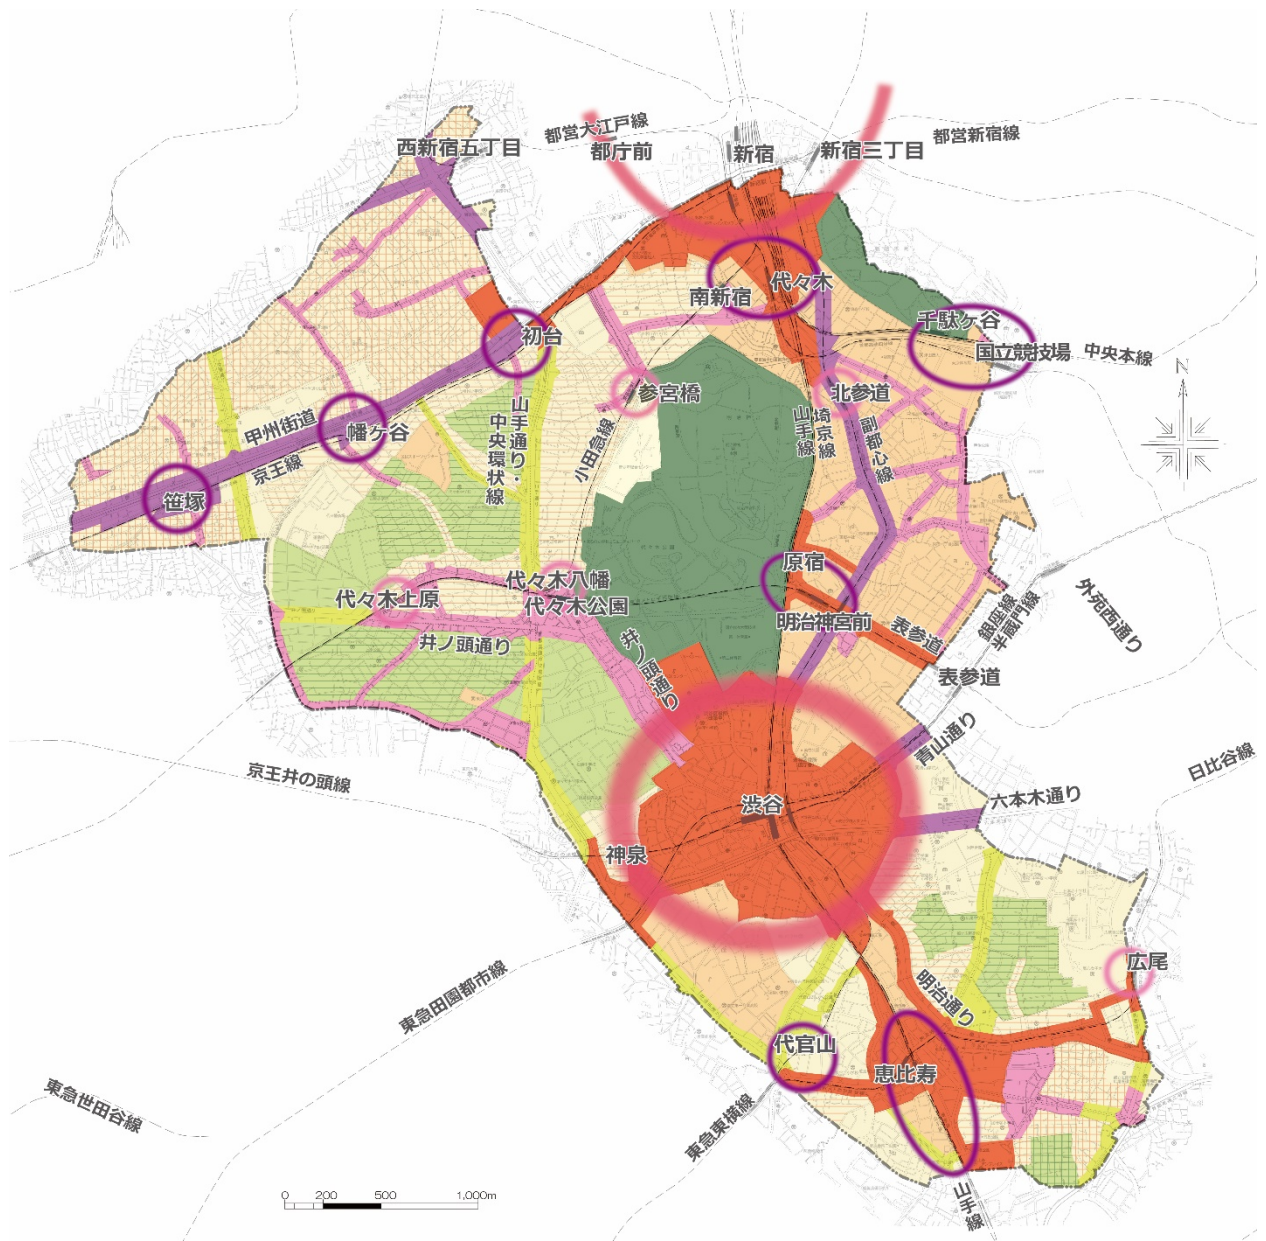 都営大江戸線
都営新宿線
西新宿五丁目
都庁前
新宿
新宿三丁目
代々木
南新宿
千駄ヶ谷
国立競技場
中央本線
初台
N
参宮橋
北参道
甲州街道
幡ヶ谷
山手通り・
中央環状線
小田急線
山手線
埼京線
副都心線
京王線
笹塚
原宿
代々木八幡
代々木上原
代々木公園
明治神宮前
表参道
銀座線
半蔵門線
外苑西通り
井ノ頭通り
井ノ頭通り
表参道
青山通り
日比谷線
京王井の頭線
六本木通り
渋谷
神泉
広尾
東急田園都市線
明治通り
代官山
恵比寿
東急世田谷線
東急東横線
山手線
0 200 500 1,000m